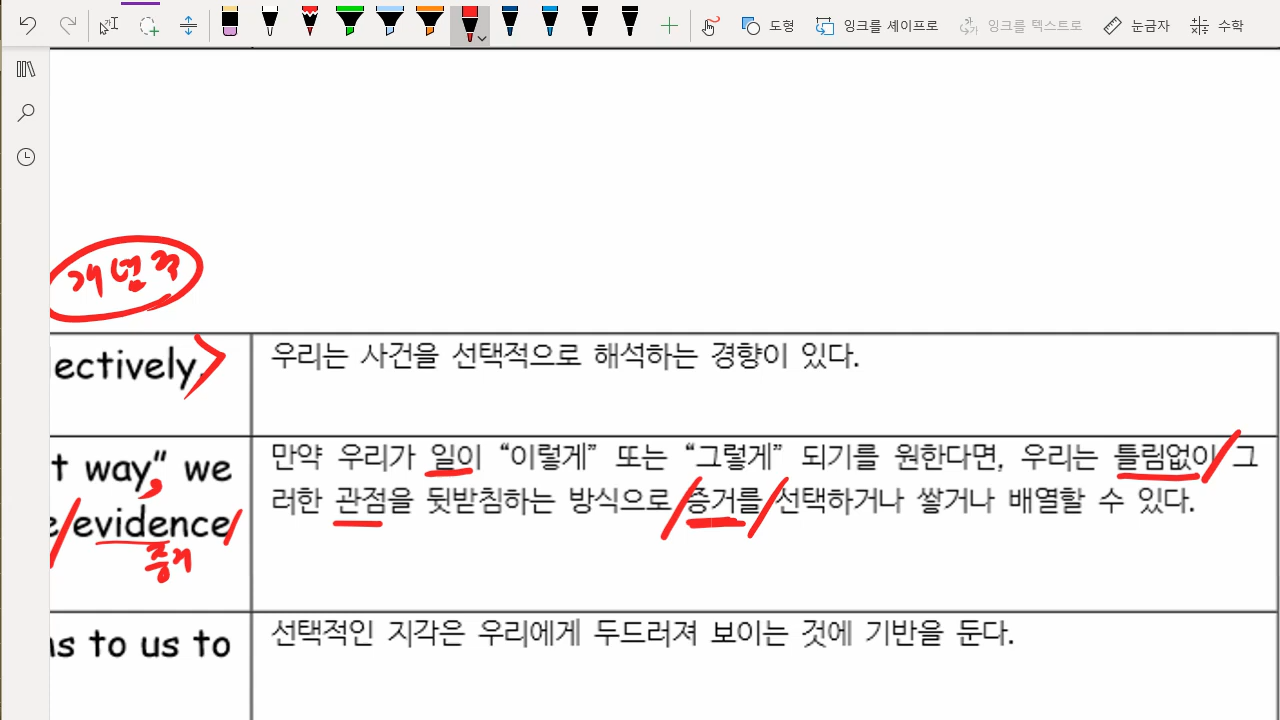 도형 잉크를 셰이프로 잉크를 텍스트로 눈금자 수학
개념적
lectively, 우리는 사건을 선택적으로 해석하는 경향이 있다.
t way,” we 만약 우리가 일이 “이렇게” 또는 “그렇게” 되기를 원한다면, 우리는 틀림없이 그
e evidence 러한 관점을 뒷받침하는 방식으로 증거를 선택하거나 쌓거나 배열할 수 있다.
증거
ns to us to 선택적인 지각은 우리에게 두드러져 보이는 것에 기반을 둔다.